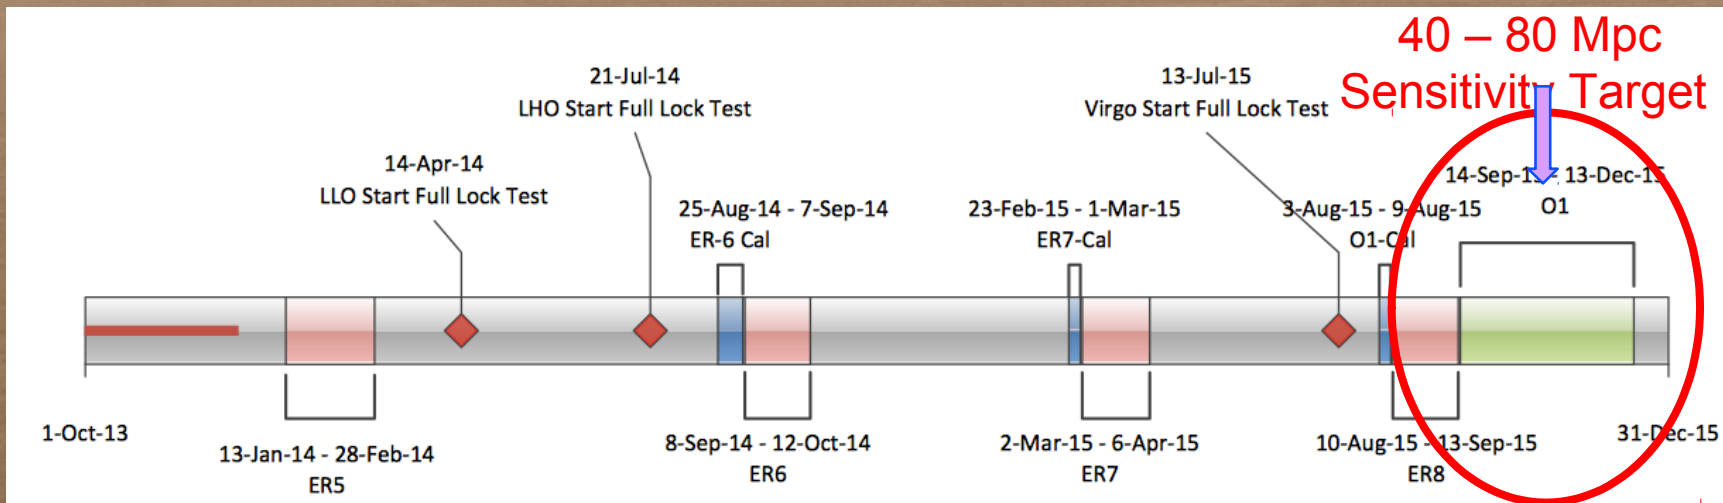 40 – 80 Mpc
Sensitivity Target
21-Jul-14
LHO Start Full Lock Test
13-Jul-15
Virgo Start Full Lock Test
14-Apr-14
LLO Start Full Lock Test
14-Sep-15 - 13-Dec-15
O1
25-Aug-14 - 7-Sep-14
ER-6 Cal
23-Feb-15 - 1-Mar-15
ER7-Cal
3-Aug-15 - 9-Aug-15
O1-Cal
1-Oct-13
13-Jan-14 - 28-Feb-14
ER5
8-Sep-14 - 12-Oct-14
ER6
2-Mar-15 - 6-Apr-15
ER7
10-Aug-15 - 13-Sep-15
ER8
31-Dec-15